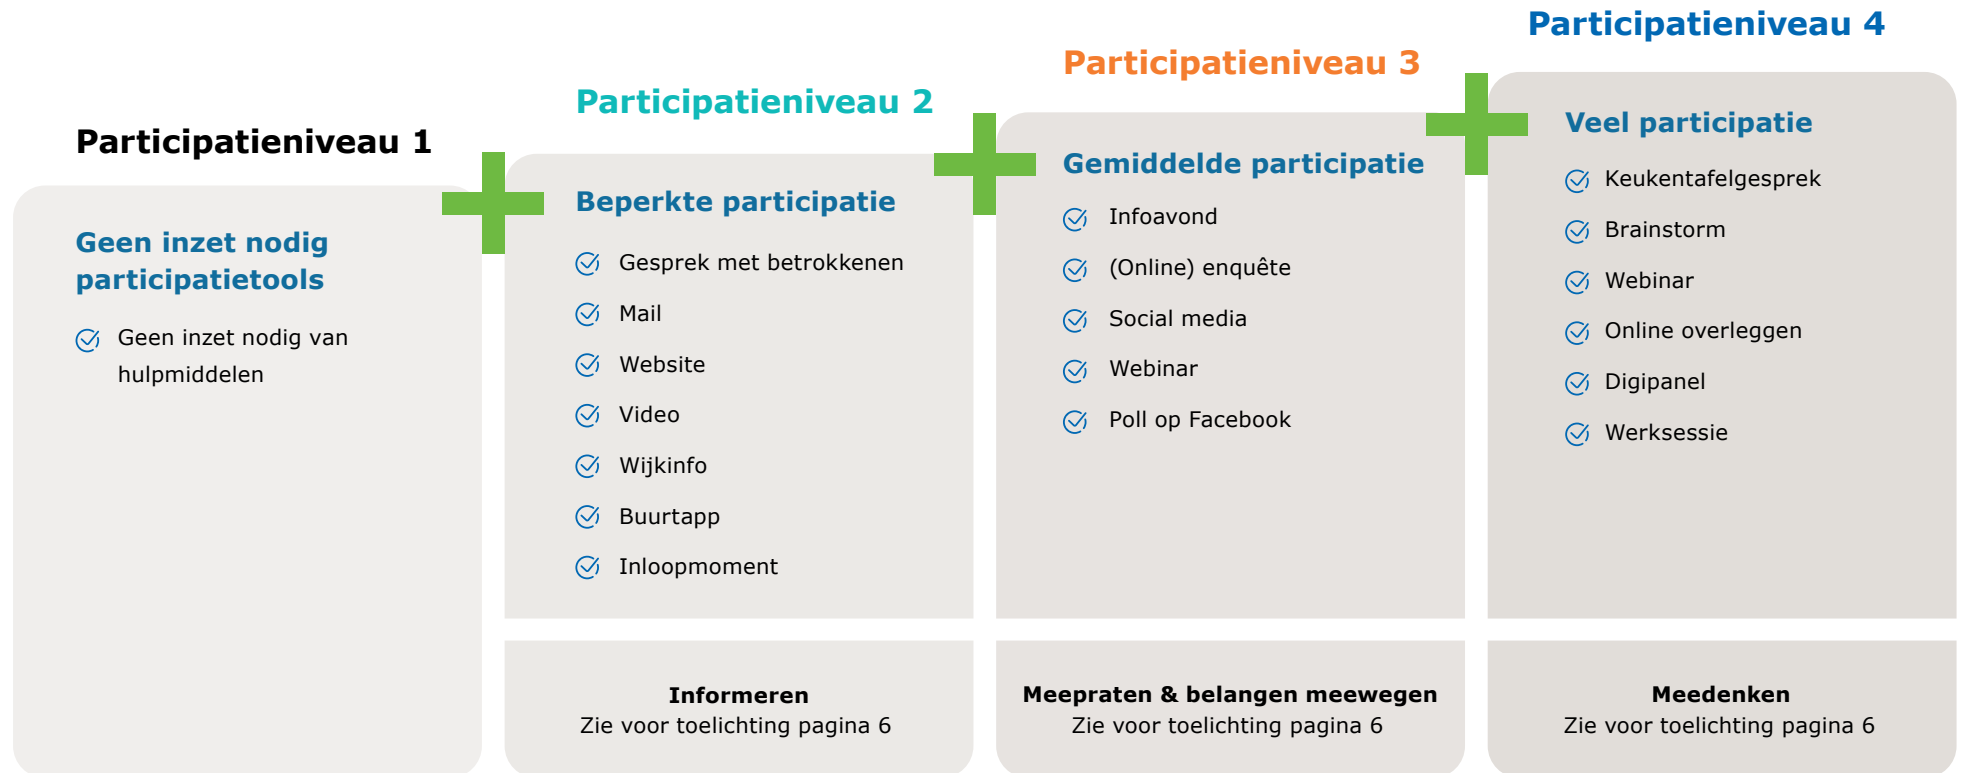 Participatieniveau 1
Geen inzet nodig
participatietools
Geen inzet nodig van
hulpmiddelen
Participatieniveau 2
Beperkte participatie
Gesprek met betrokkenen
Mail
Website
Video
Wijkinfo
Buurtapp
Inloopmoment
Informeren
Zie voor toelichting pagina 6
Participatieniveau 3
Gemiddelde participatie
Infoavond
(Online) enquête
Social media
Webinar
Poll op Facebook
Meepraten & belangen meewegen
Zie voor toelichting pagina 6
Participatieniveau 4
Veel participatie
Keukentafelgesprek
Brainstorm
Webinar
Online overleggen
Digipanel
Werksessie
Meedenken
Zie voor toelichting pagina 6